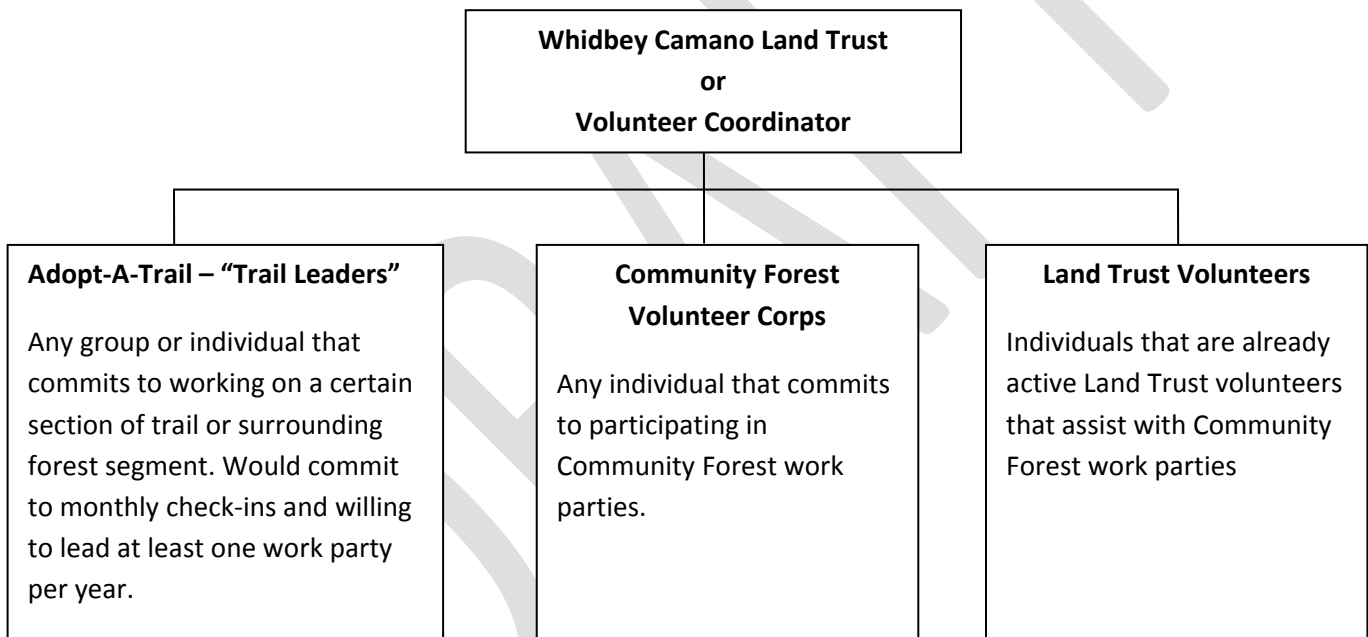 Whidbey Camano Land Trust
or
Volunteer Coordinator
Adopt-A-Trail – “Trail Leaders”
Any group or individual that
commits to working on a certain
section of trail or surrounding
forest segment. Would commit
to monthly check-ins and willing
to lead at least one work party
per year.
Community Forest
Volunteer Corps
Any individual that commits
to participating in
Community Forest work
parties.
Land Trust Volunteers
Individuals that are already
active Land Trust volunteers
that assist with Community
Forest work parties
DRAFT